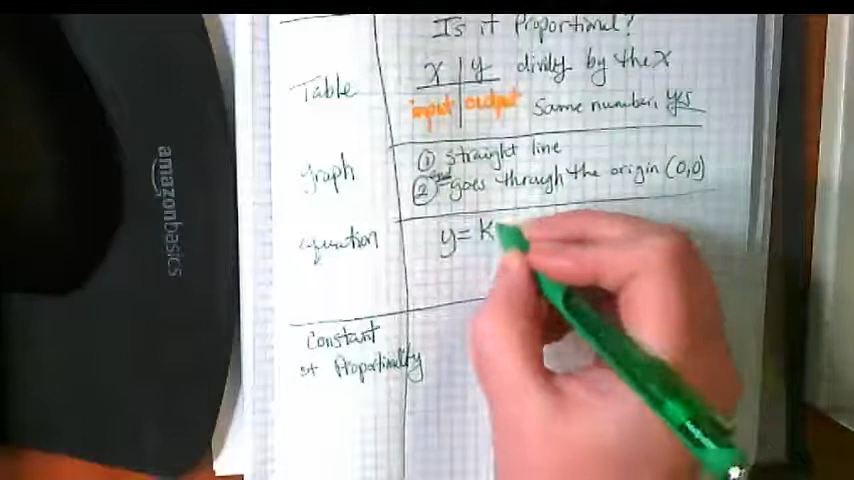 Is it Proportional?
Table
x y divide by the x
input output Same number, yes
graph
① straight line
② goes through the origin (0,0)
equation
y= K
Constant
of Proportionality
amazonbasics